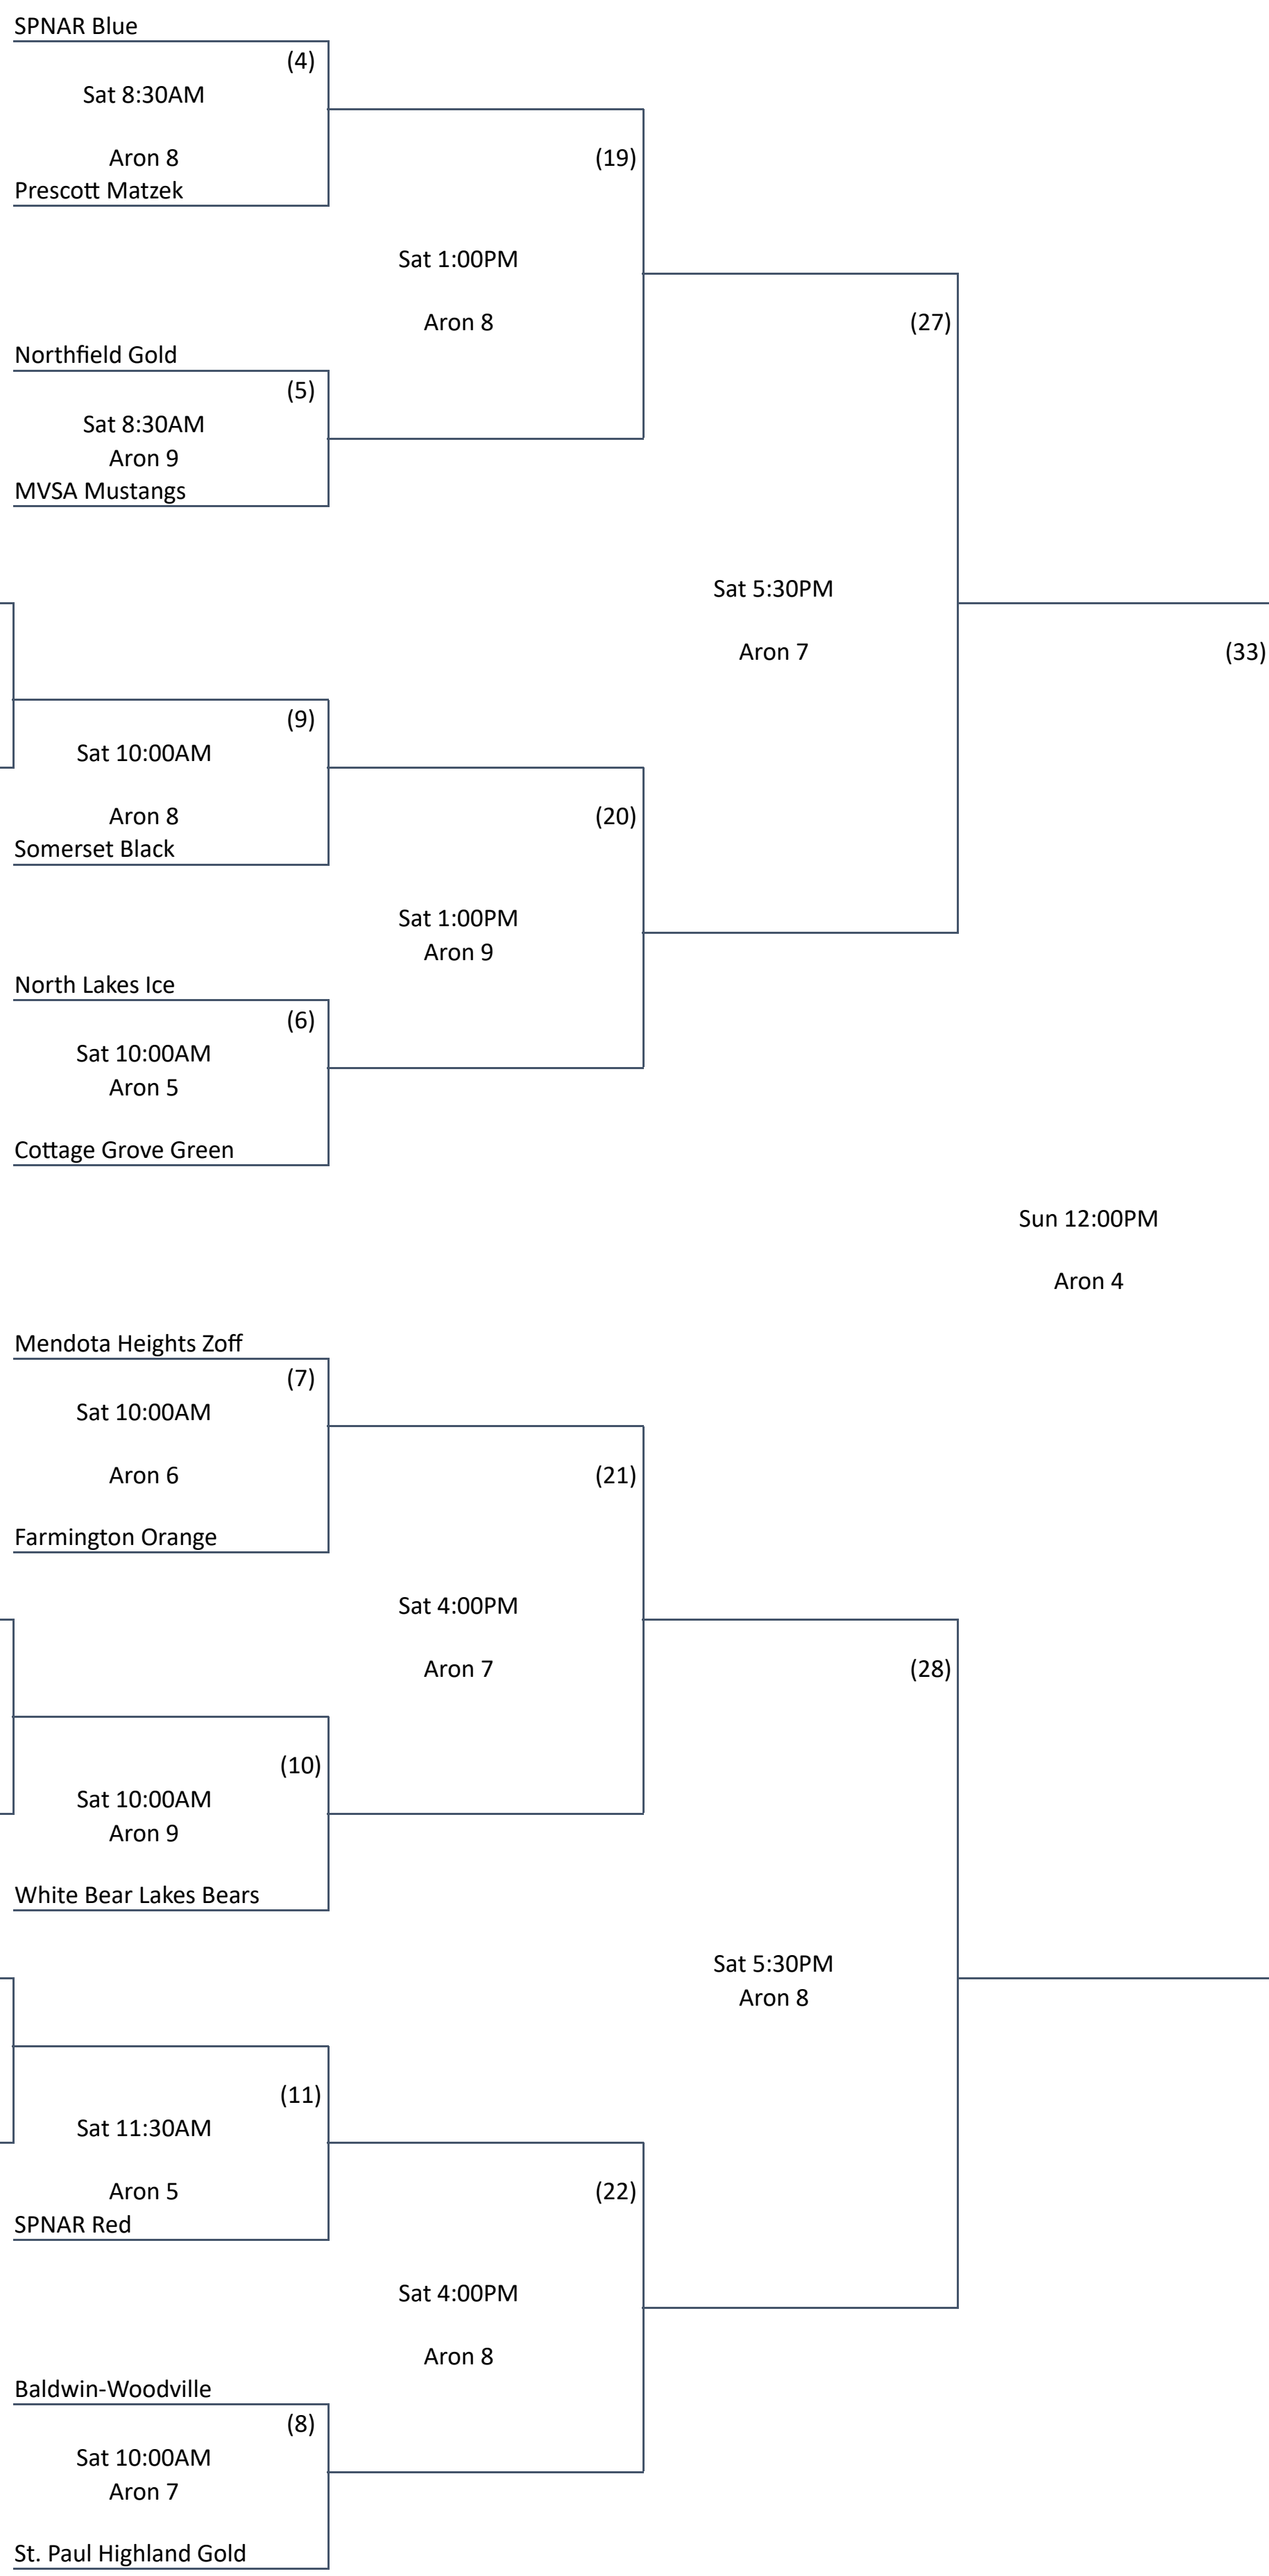 SPNAR Blue
(4)
Sat 8:30AM
Aron 8
(19)
Prescott Matzek
Sat 1:00PM
Aron 8
(27)
Northfield Gold
(5)
Sat 8:30AM
Aron 9
MVSA Mustangs
Sat 5:30PM
Aron 7
(33)
(9)
Sat 10:00AM
Aron 8
(20)
Somerset Black
Sat 1:00PM
Aron 9
North Lakes Ice
(6)
Sat 10:00AM
Aron 5
Cottage Grove Green
Sun 12:00PM
Aron 4
Mendota Heights Zoff
(7)
Sat 10:00AM
Aron 6
(21)
Farmington Orange
Sat 4:00PM
Aron 7
(28)
(10)
Sat 10:00AM
Aron 9
White Bear Lakes Bears
Sat 5:30PM
Aron 8
(11)
Sat 11:30AM
Aron 5
(22)
SPNAR Red
Sat 4:00PM
Aron 8
Baldwin-Woodville
(8)
Sat 10:00AM
Aron 7
St. Paul Highland Gold